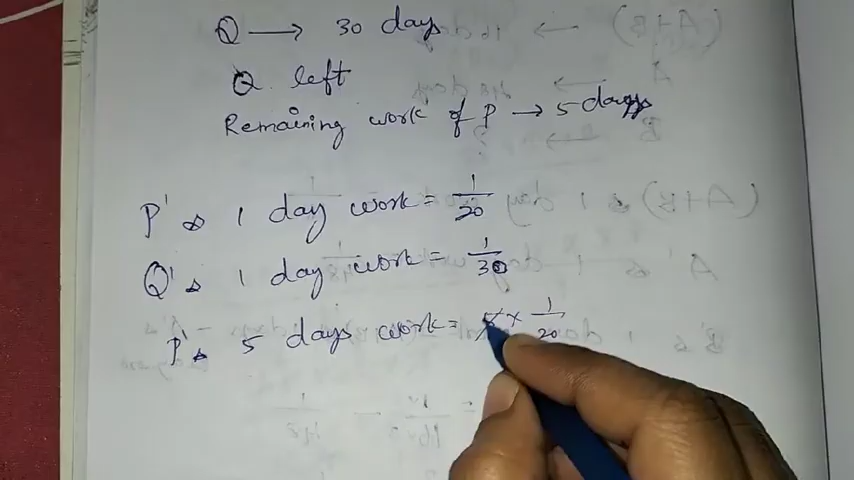 Q → 30 days
Q left
Remaining work of P → 5 days
P's 1 day work = 1/20
Q's 1 day work = 1/30
P's 5 days work = 5 × 1/20